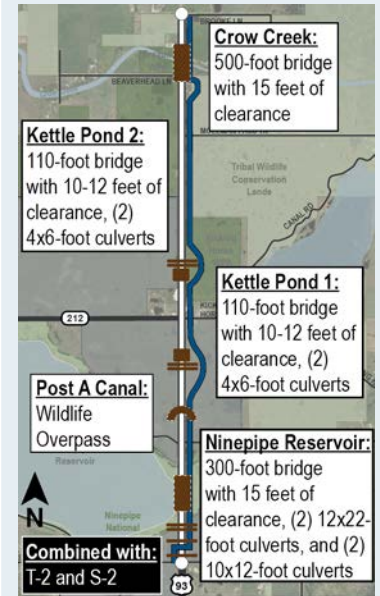 BROOKE LN
Crow Creek:
500-foot bridge
with 15 feet of
clearance
BEAVERHEAD LN
Kettle Pond 2:
110-foot bridge
with 10-12 feet of
clearance, (2)
4x6-foot culverts
Tribal Wildlife
Conservation
Lands
CANAL RD
Kettle Pond 1:
110-foot bridge
with 10-12 feet of
clearance, (2)
4x6-foot culverts
212
Post A Canal:
Wildlife
Overpass
Reservoir
Ninepipe Reservoir:
300-foot bridge
with 15 feet of
clearance, (2) 12x22-
foot culverts, and (2)
10x12-foot culverts
N
Ninepipe
National
Combined with:
T-2 and S-2
93